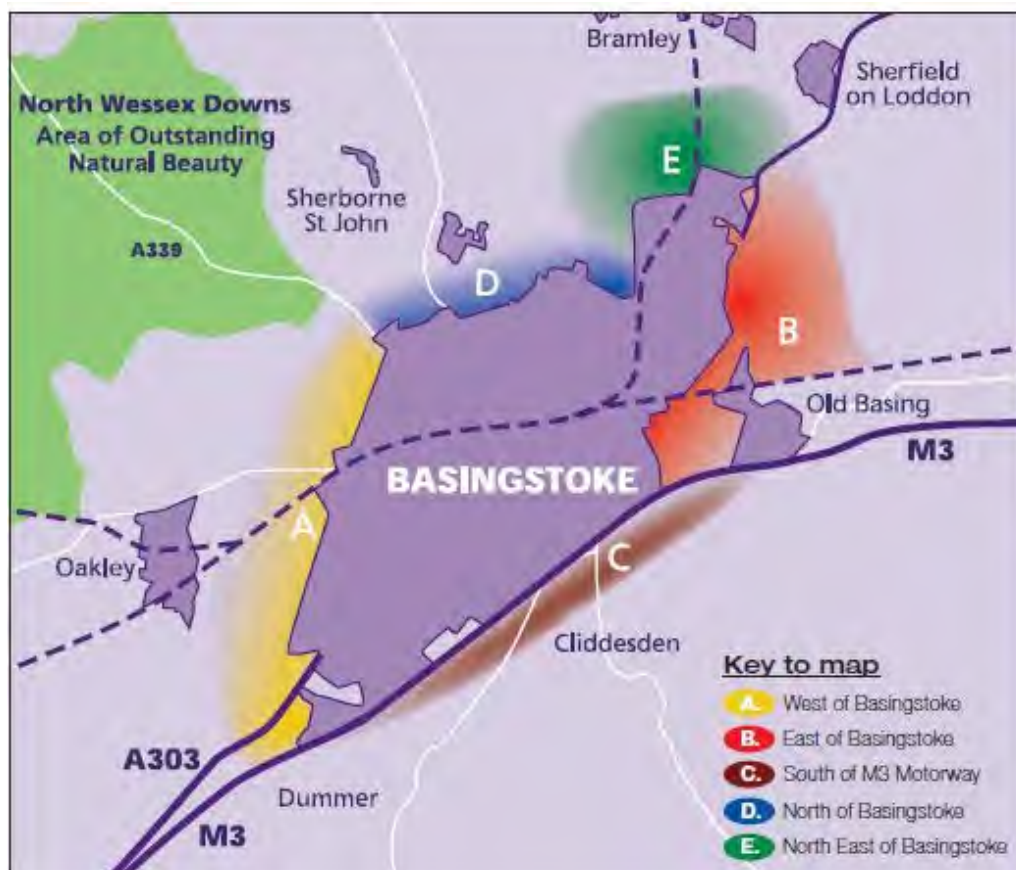 Bramley
Sherfield
on Loddon
North Wessex Downs
Area of Outstanding
Natural Beauty
E
Sherborne
St John
A339
D
B
Old Basing
M3
BASINGSTOKE
A
Oakley
C
Cliddesden
A303
Dummer
M3
Key to map
A. West of Basingstoke
B. East of Basingstoke
C. South of M3 Motorway
D. North of Basingstoke
E. North East of Basingstoke